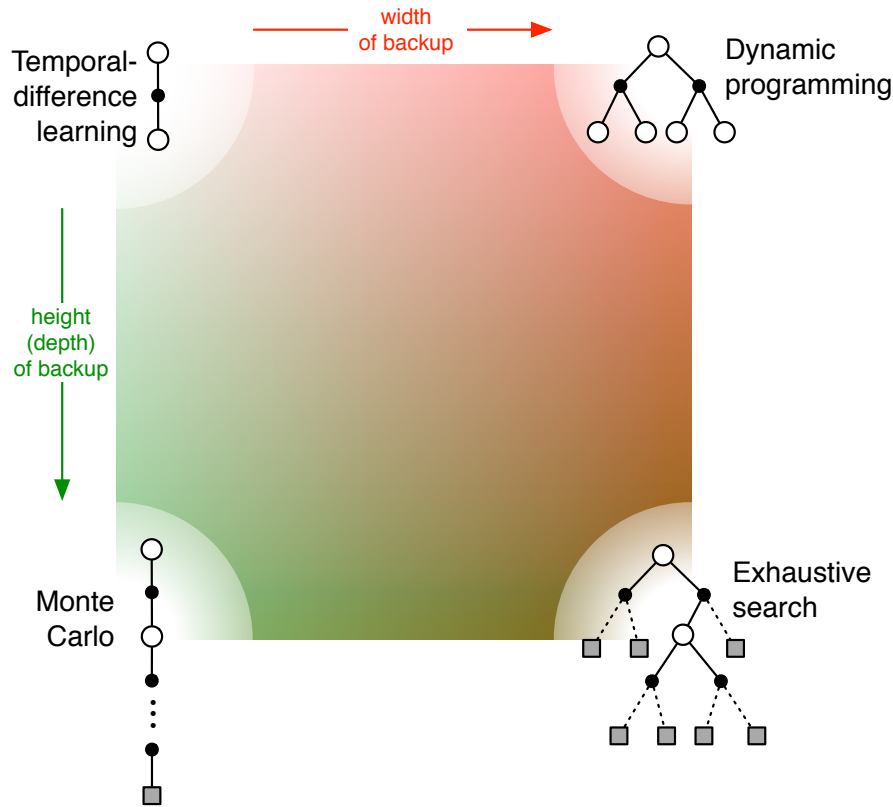 width
of backup
Temporal-
difference
learning
Dynamic
programming
height
(depth)
of backup
Monte
Carlo
Exhaustive
search